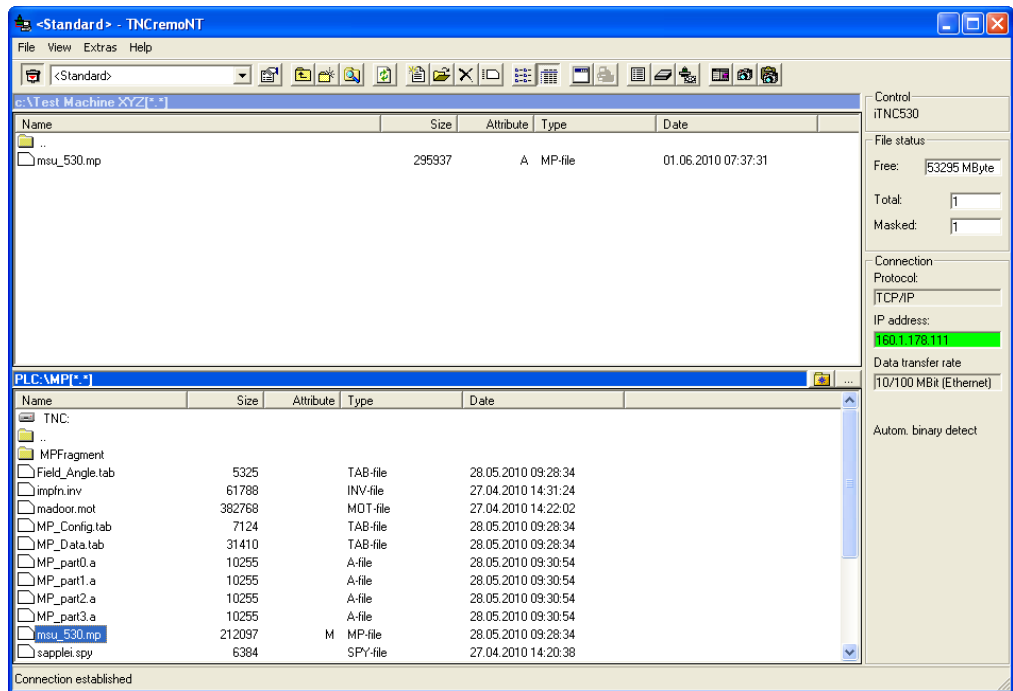 <Standard> - TNCremoNT
File View Extras Help
<Standard>
c:\Test Machine XYZ[*.*]
Name Size Attribute Type Date
..
msu_530.mp 295937 A MP-file 01.06.2010 07:37:31
PLC:\MP[*.*]
...
Name Size Attribute Type Date
TNC:
..
MPFragment
Field_Angle.tab 5325 TAB-file 28.05.2010 09:28:34
impfn.inv 61788 INV-file 27.04.2010 14:31:24
madoor.mot 382768 MOT-file 27.04.2010 14:22:02
MP_Config.tab 7124 TAB-file 28.05.2010 09:28:34
MP_Data.tab 31410 TAB-file 28.05.2010 09:28:34
MP_part0.a 10255 A-file 28.05.2010 09:30:54
MP_part1.a 10255 A-file 28.05.2010 09:30:54
MP_part2.a 10255 A-file 28.05.2010 09:30:54
MP_part3.a 10255 A-file 28.05.2010 09:30:54
msu_530.mp 212097 M MP-file 28.05.2010 09:28:34
sapplei.spy 6384 SPY-file 27.04.2010 14:20:38
Control
iTNC530
File status
Free: 53295 MByte
Total: 1
Masked: 1
Connection
Protocol:
TCP/IP
IP address:
160.1.178.111
Data transfer rate
10/100 MBit (Ethernet)
Autom. binary detect
Connection established